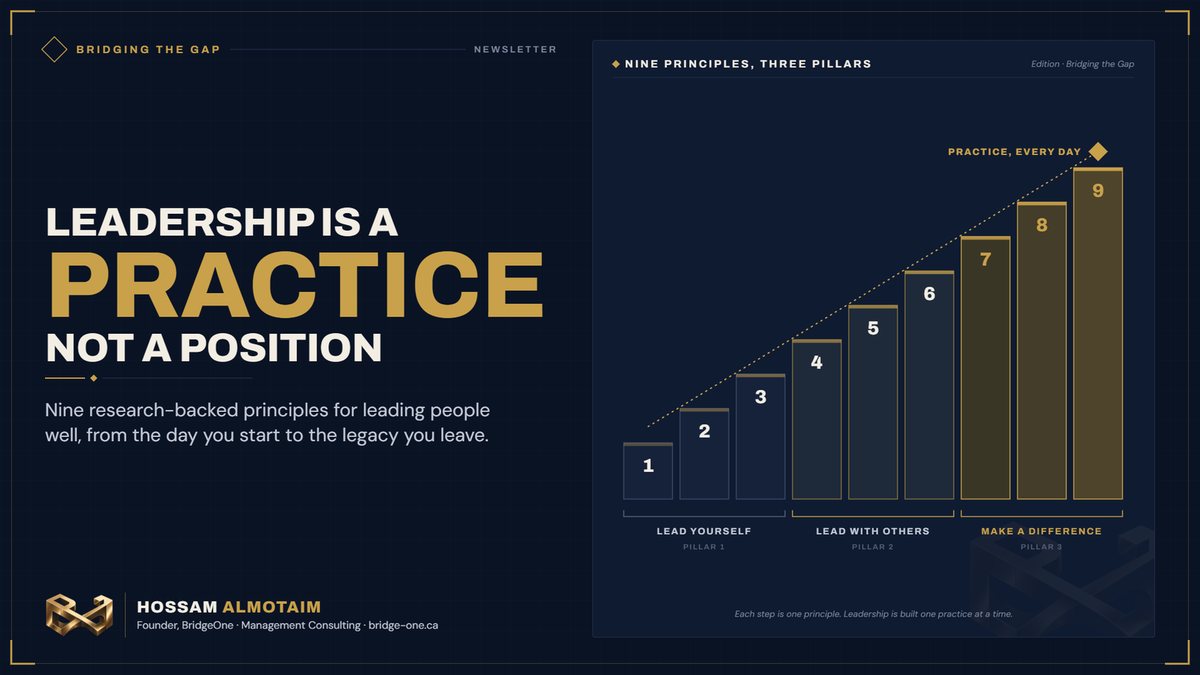 BRIDGING THE GAP
NEWSLETTER
LEADERSHIP IS A
PRACTICE
NOT A POSITION
Nine research-backed principles for leading people
well, from the day you start to the legacy you leave.
HOSSAM ALMOTAIM
Founder, BridgeOne · Management Consulting · bridge-one.ca
NINE PRINCIPLES, THREE PILLARS
Edition · Bridging the Gap
PRACTICE, EVERY DAY
1
2
3
4
5
6
7
8
9
LEAD YOURSELF
PILLAR 1
LEAD WITH OTHERS
PILLAR 2
MAKE A DIFFERENCE
PILLAR 3
Each step is one principle. Leadership is built one practice at a time.